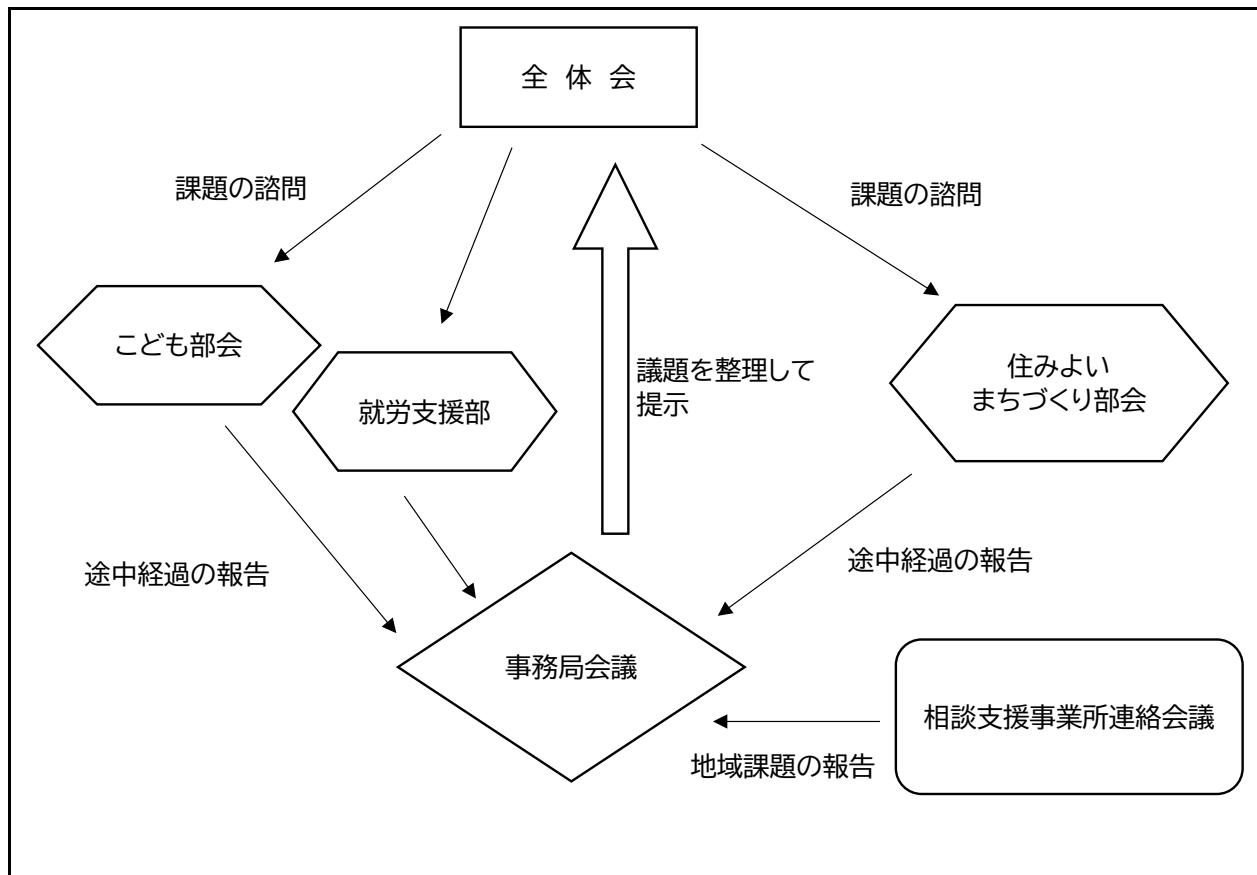 全 体 会
課題の諮問
課題の諮問
こども部会
就労支援部
議題を整理して
提示
住みよい
まちづくり部会
途中経過の報告
途中経過の報告
事務局会議
相談支援事業所連絡会議
地域課題の報告